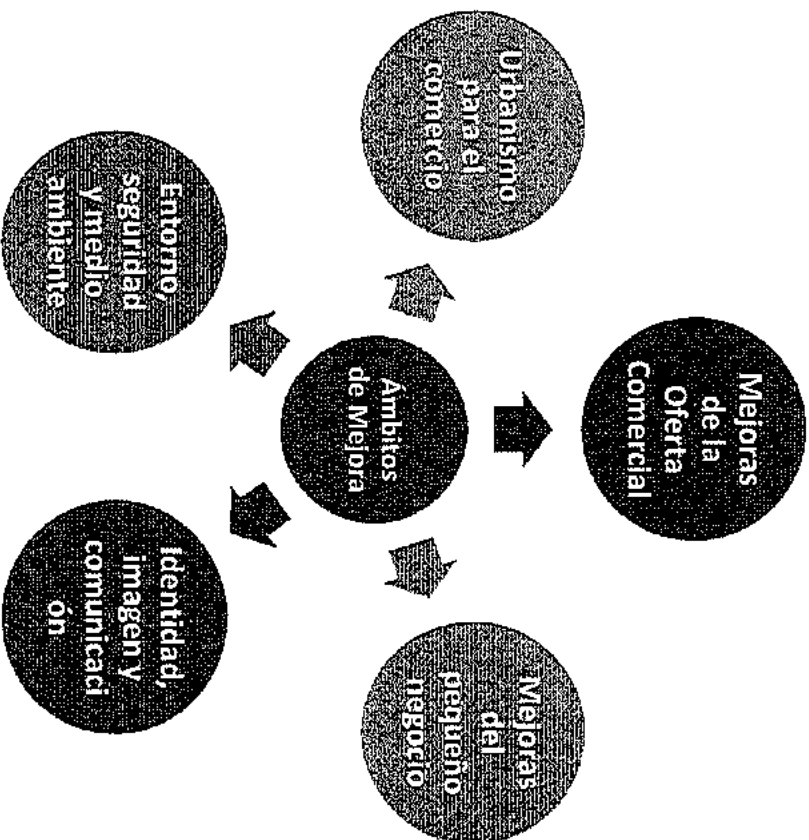 Mejoras
de la
Oferta
Comercial
Urbanismo
para el
comercio
Mejoras
del
pequeño
negocio
Ámbitos
de Mejora
Entorno,
seguridad
y medio
ambiente
Identidad,
imagen y
comunicaci
ón